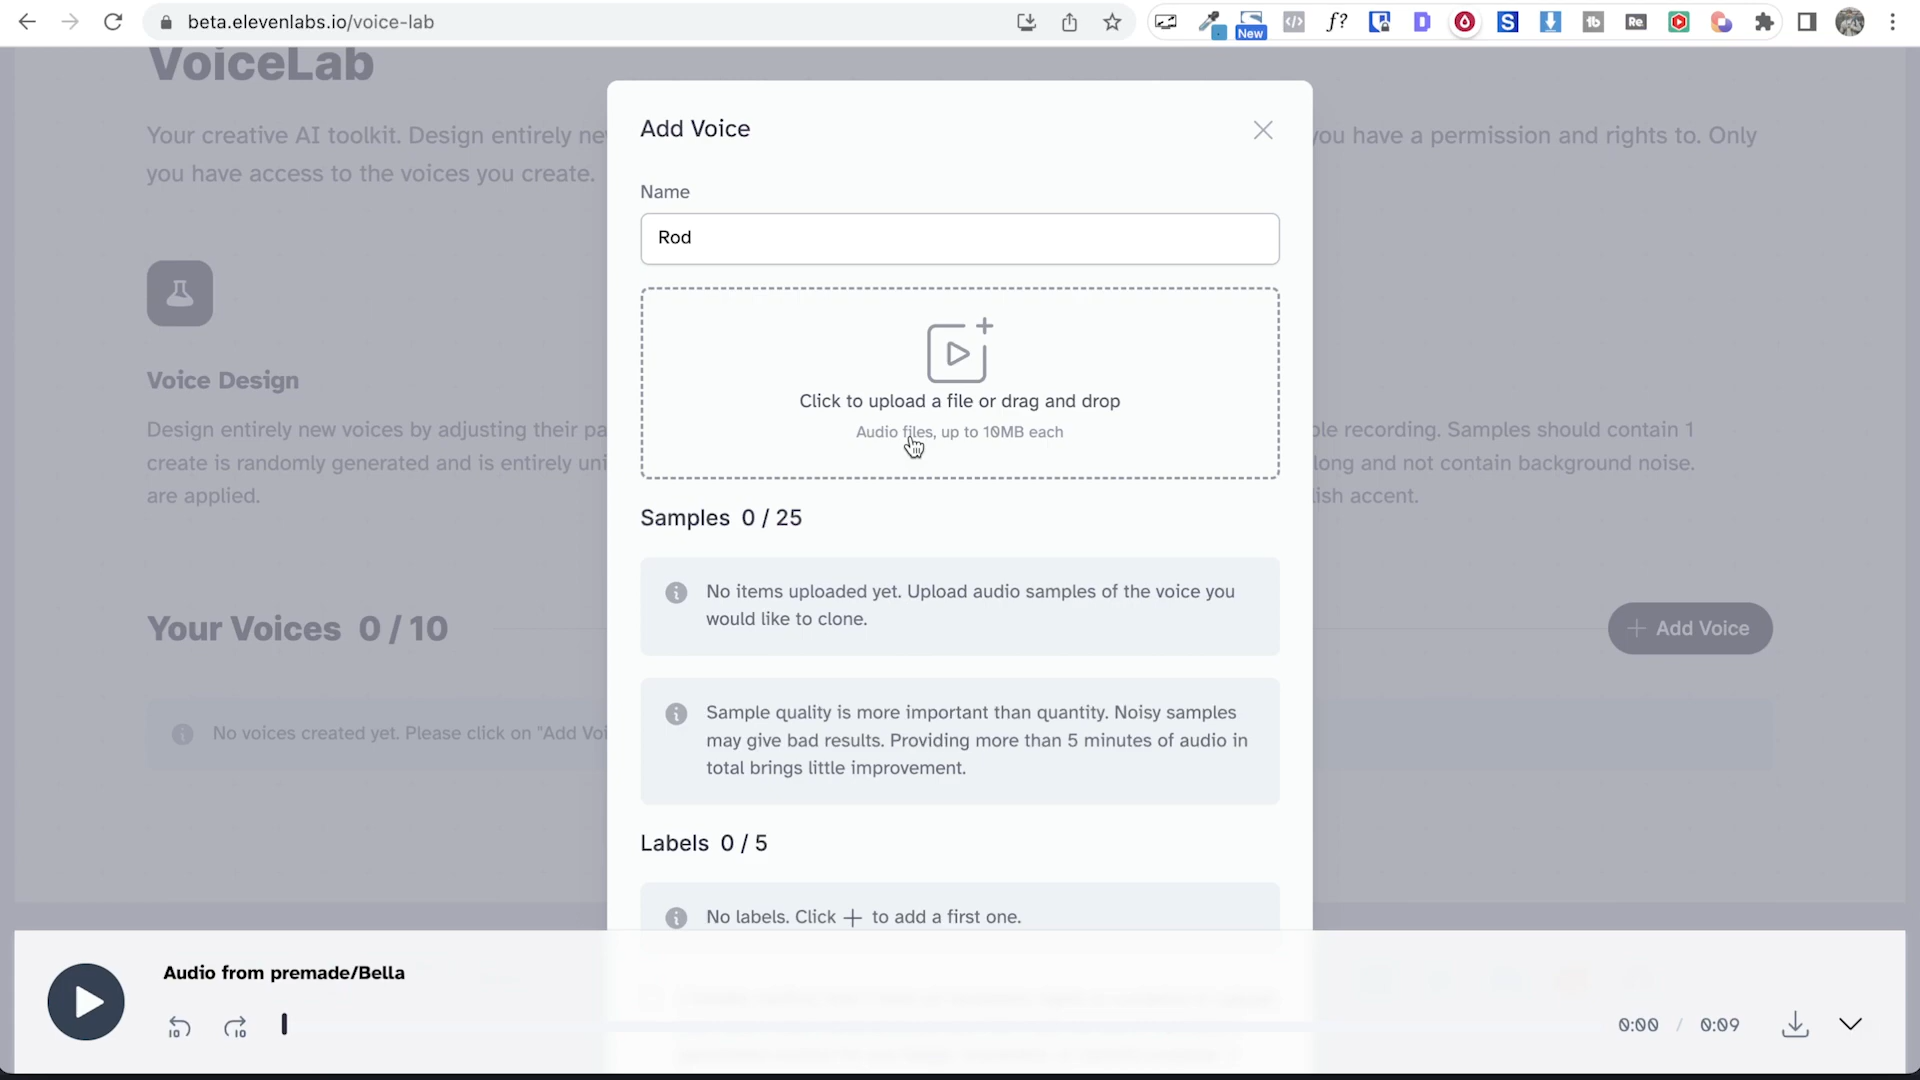 beta.elevenlabs.io/voice-lab
New
VoiceLab
Your creative AI toolkit. Design entirely ne
you have a permission and rights to. Only
you have access to the voices you create.
Voice Design
Design entirely new voices by adjusting their pa
create is randomly generated and is entirely uni
are applied.
ple recording. Samples should contain 1
long and not contain background noise.
ish accent.
Your Voices 0 / 10
+ Add Voice
No voices created yet. Please click on "Add Voi
Add Voice
Name
Rod
Click to upload a file or drag and drop
Audio files, up to 10MB each
Samples 0 / 25
No items uploaded yet. Upload audio samples of the voice you
would like to clone.
Sample quality is more important than quantity. Noisy samples
may give bad results. Providing more than 5 minutes of audio in
total brings little improvement.
Labels 0 / 5
No labels. Click + to add a first one.
Audio from premade/Bella
10
10
0:00 / 0:09